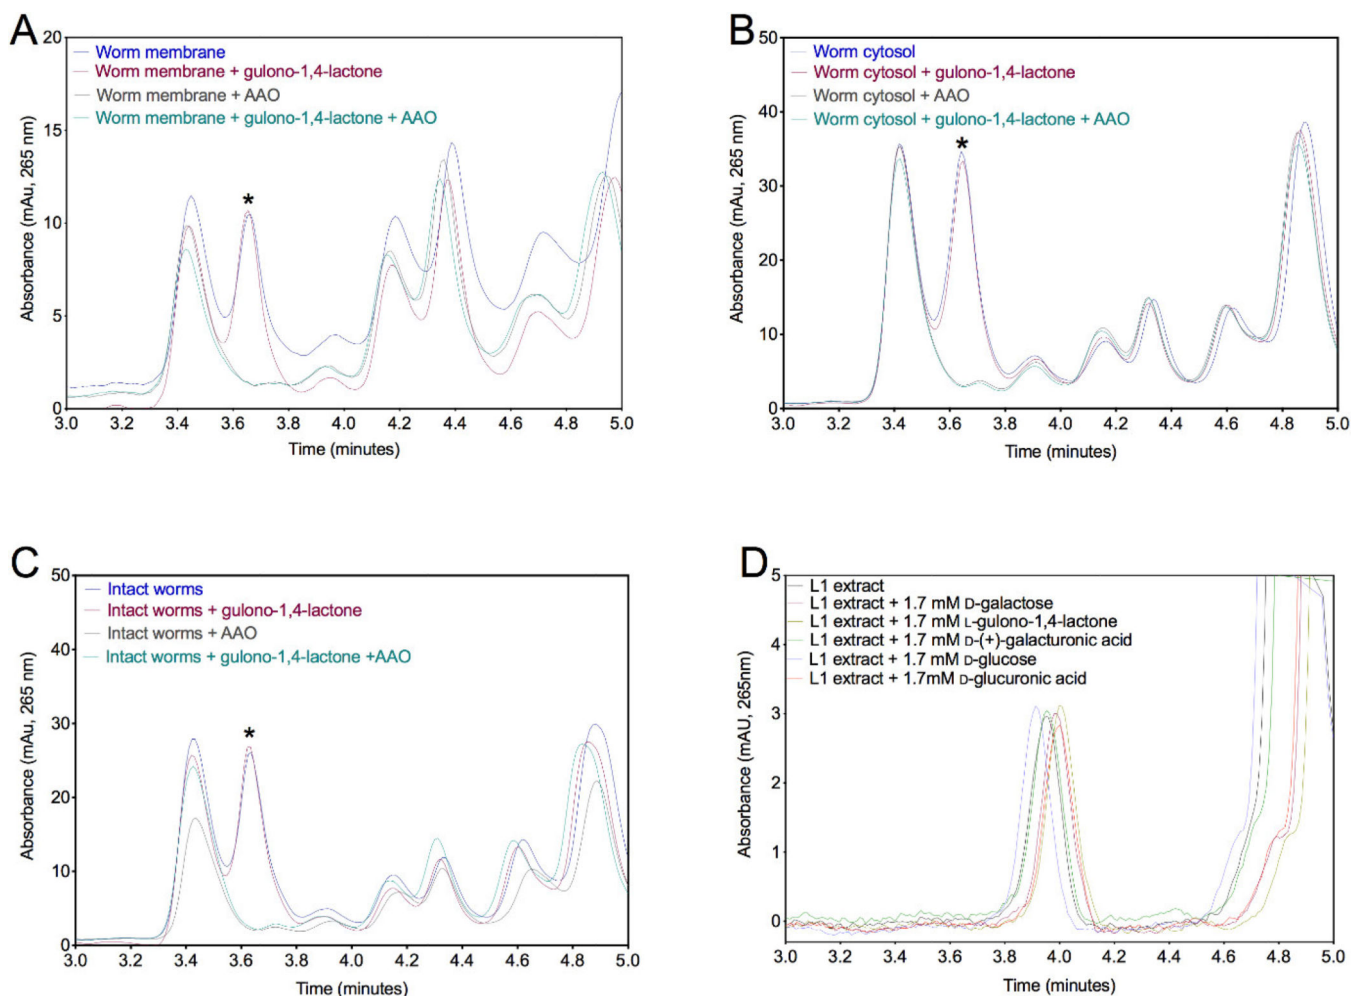 A
20
15
10
5
0
Absorbance (mAu, 265 nm)
Worm membrane
Worm membrane + gulono-1,4-lactone
Worm membrane + AAO
Worm membrane + gulono-1,4-lactone + AAO
*
3.0 3.2 3.4 3.6 3.8 4.0 4.2 4.4 4.6 4.8 5.0
Time (minutes)
B
50
40
30
20
10
0
Absorbance (mAu, 265 nm)
Worm cytosol
Worm cytosol + gulono-1,4-lactone
Worm cytosol + AAO
Worm cytosol + gulono-1,4-lactone + AAO
*
3.0 3.2 3.4 3.6 3.8 4.0 4.2 4.4 4.6 4.8 5.0
Time (minutes)
C
50
40
30
20
10
0
Absorbance (mAu, 265 nm)
Intact worms
Intact worms + gulono-1,4-lactone
Intact worms + AAO
Intact worms + gulono-1,4-lactone +AAO
*
3.0 3.2 3.4 3.6 3.8 4.0 4.2 4.4 4.6 4.8 5.0
Time (minutes)
D
5
4
3
2
1
0
Absorbance (mAU, 265nm)
L1 extract
L1 extract + 1.7 mM D-galactose
L1 extract + 1.7 mM L-gulono-1,4-lactone
L1 extract + 1.7 mM D-(+)-galacturonic acid
L1 extract + 1.7 mM D-glucose
L1 extract + 1.7mM D-glucuronic acid
3.0 3.2 3.4 3.6 3.8 4.0 4.2 4.4 4.6 4.8 5.0
Time (minutes)